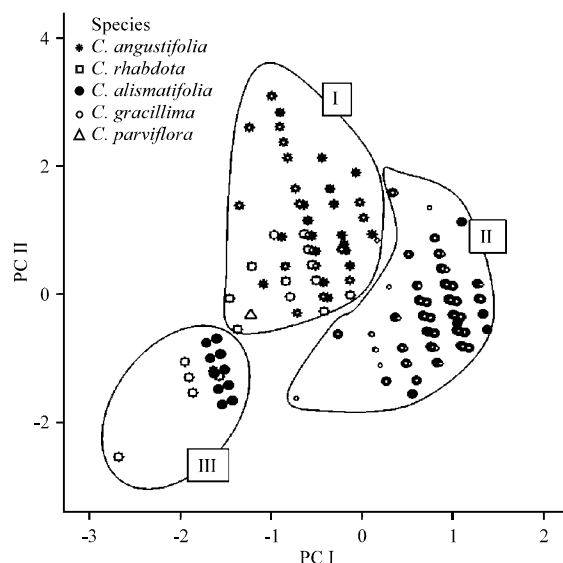 Species
C. angustifolia
C. rhabdota
C. alismatifolia
C. gracillima
C. parviflora
I
II
III
PC II
4
2
0
-2
-3
-2
-1
0
1
2
PC I